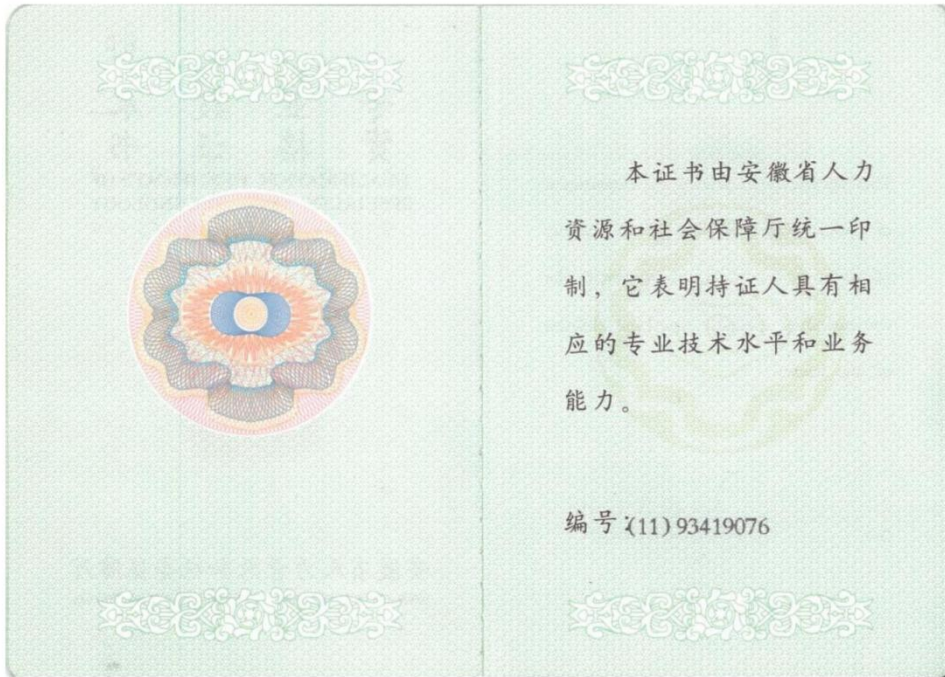 本证书由安徽省人力
资源和社会保障厅统一印
制，它表明持证人具有相
应的专业技术水平和业务
能力。
编号:(11)93419076